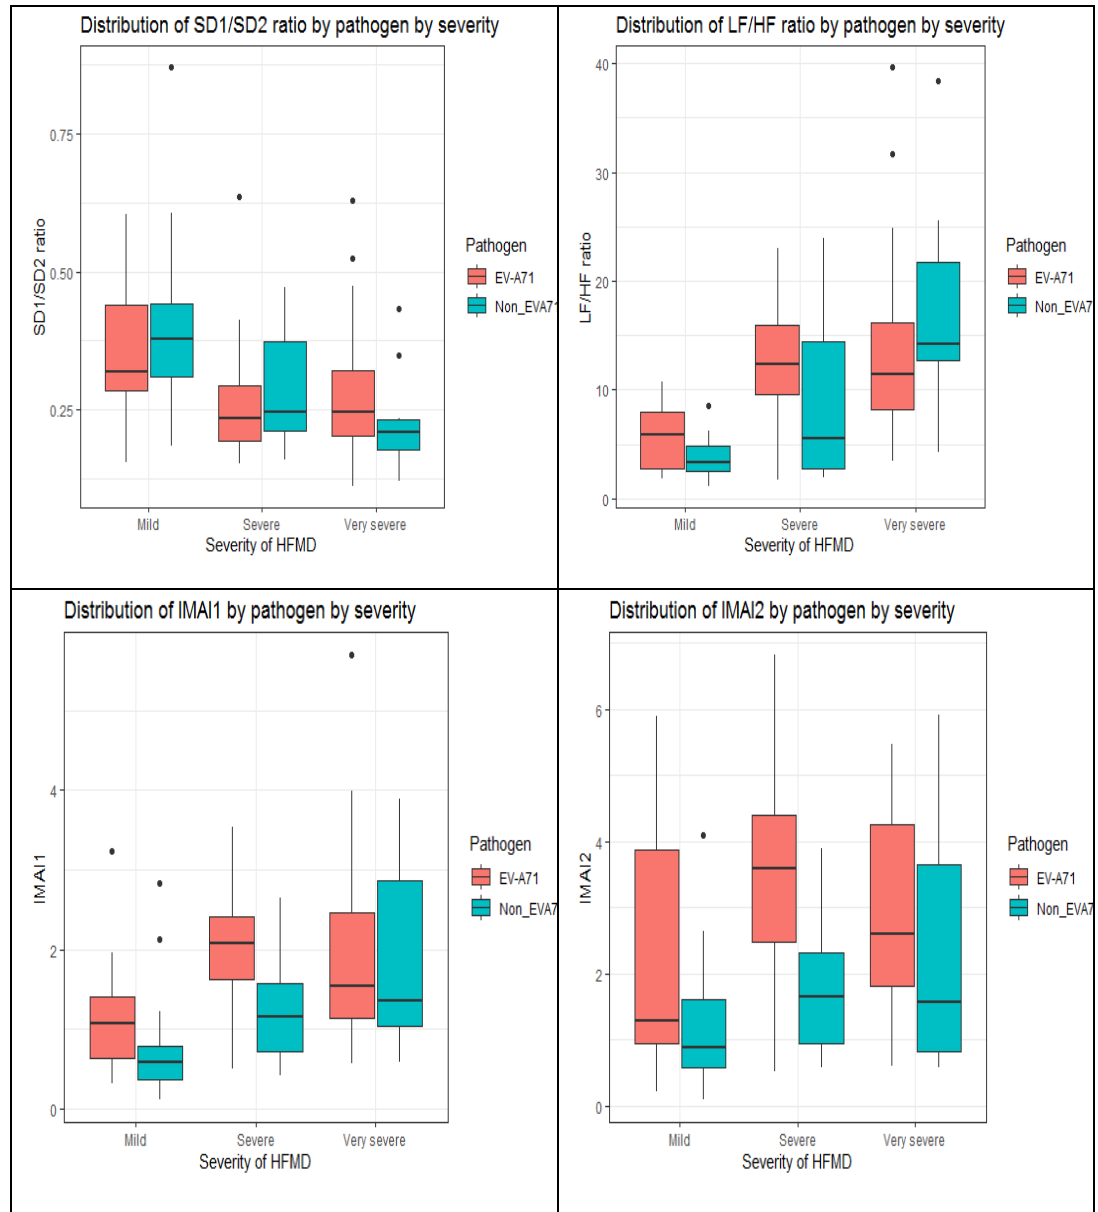 Distribution of SD1/SD2 ratio by pathogen by severity
0.75
0.50
0.25
SD1/SD2 ratio
Mild Severe Very severe
Severity of HFMD
Pathogen
EV-A71
Non_EVA71
Distribution of LF/HF ratio by pathogen by severity
40
30
20
10
0
LF/HF ratio
Mild Severe Very severe
Severity of HFMD
Pathogen
EV-A71
Non_EVA7
Distribution of IMAI1 by pathogen by severity
4
2
0
IMAI1
Mild Severe Very severe
Severity of HFMD
Pathogen
EV-A71
Non_EVA7
Distribution of IMAI2 by pathogen by severity
6
4
2
0
IMAI2
Mild Severe Very severe
Severity of HFMD
Pathogen
EV-A71
Non_EVA7